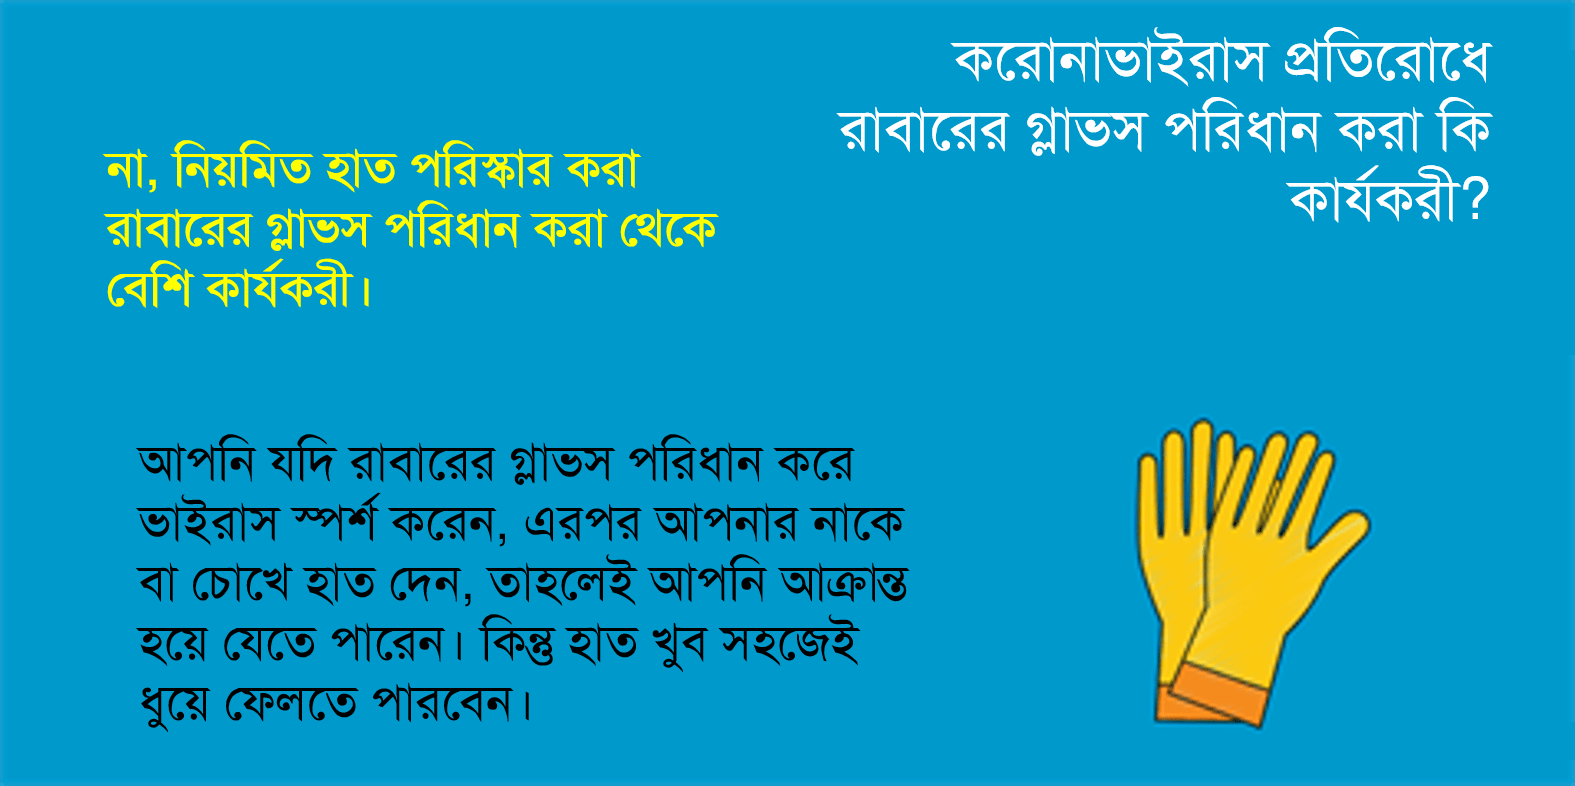 করোনাভাইরাস প্রতিরোধে
রাবারের গ্লাভস পরিধান করা কি
কার্যকরী?
না, নিয়মিত হাত পরিস্কার করা
রাবারের গ্লাভস পরিধান করা থেকে
বেশি কার্যকরী।
আপনি যদি রাবারের গ্লাভস পরিধান করে
ভাইরাস স্পর্শ করেন, এরপর আপনার নাকে
বা চোখে হাত দেন, তাহলেই আপনি আক্রান্ত
হয়ে যেতে পারেন। কিন্তু হাত খুব সহজেই
ধুয়ে ফেলতে পারবেন।